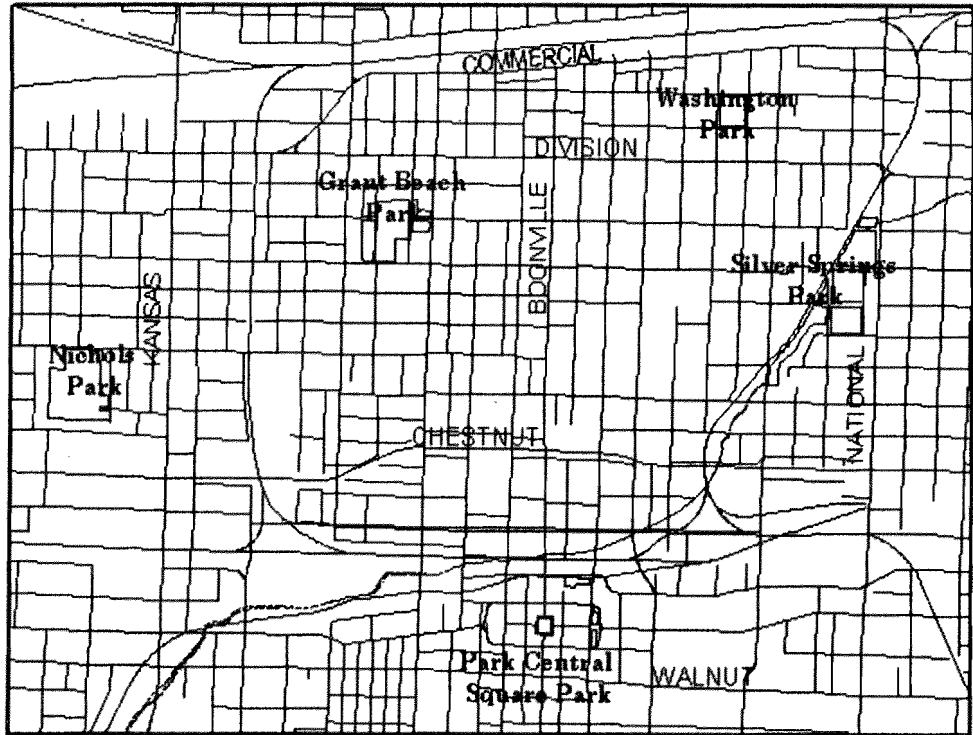 COMMERCIAL
Washington
Park
DIVISION
Grant Beach
Park
BOONVILLE
Silver Springs
Park
KANSAS
Nichols
Park
NATIONAL
CHESTNUT
Park Central
Square Park
WALNUT